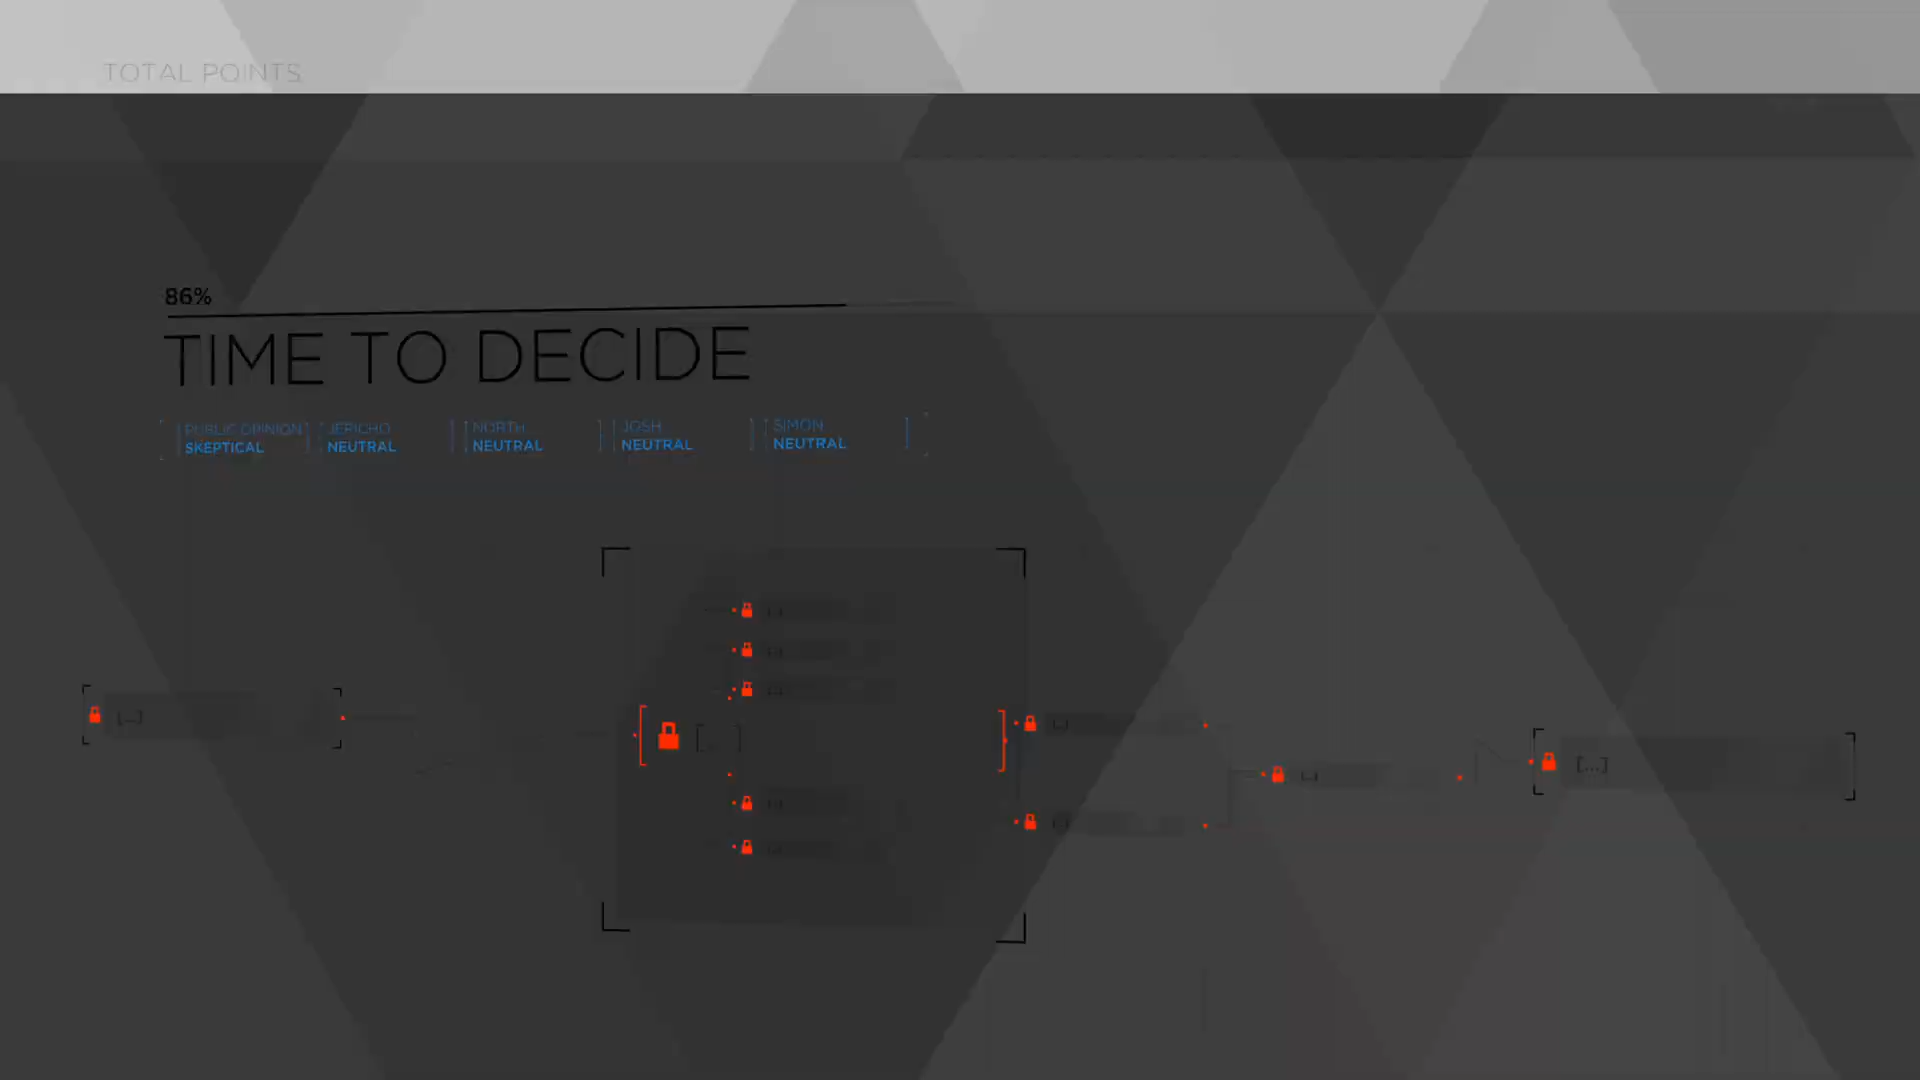 TOTAL POINTS
86%
TIME TO DECIDE
PUBLIC OPINION JERICHO NORTH JOSH SIMON
SKEPTICAL NEUTRAL NEUTRAL NEUTRAL NEUTRAL
[...]
[...]